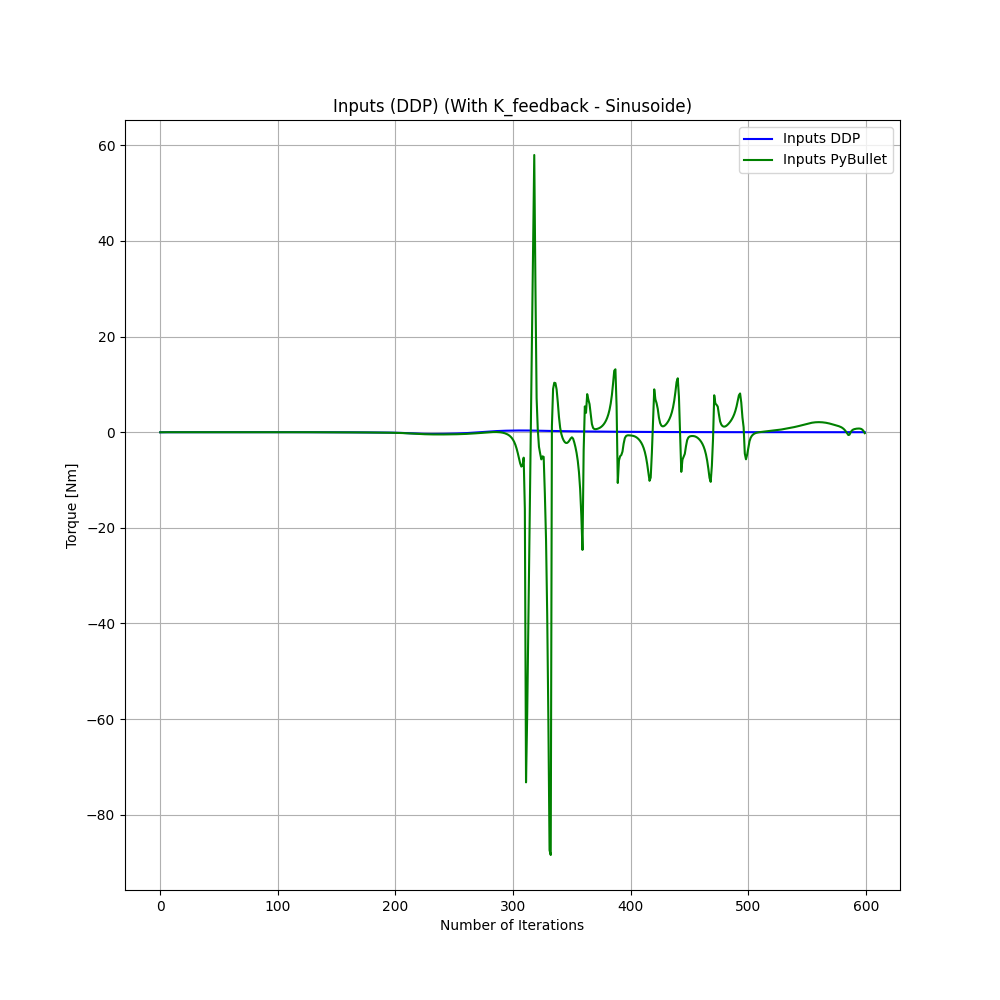 Inputs (DDP) (With K_feedback - Sinusoide)
Inputs DDP
Inputs PyBullet
60
40
20
0
−20
−40
−60
−80
Torque [Nm]
0 100 200 300 400 500 600
Number of Iterations